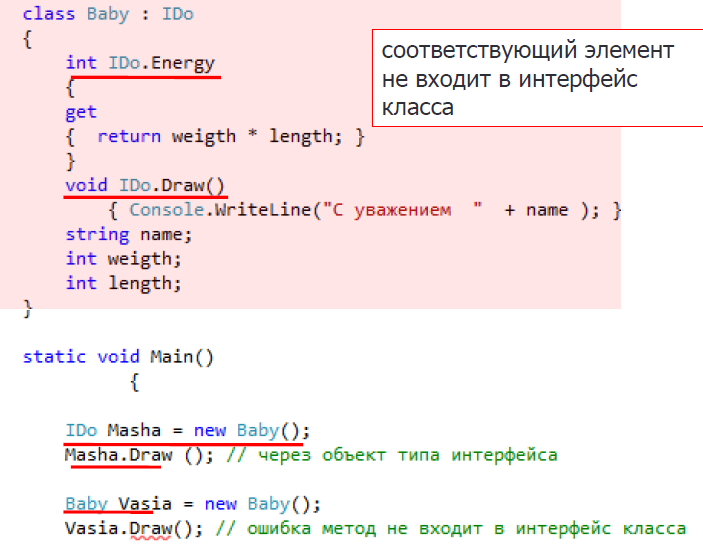 class Baby : IDo
{
int IDo.Energy
{
get
{ return weigth * length; }
}
void IDo.Draw()
{ Console.WriteLine("С уважением " + name ); }
string name;
int weigth;
int length;
}
соответствующий элемент
не входит в интерфейс
класса
static void Main()
{
IDo Masha = new Baby();
Masha.Draw (); // через объект типа интерфейса
Baby Vasia = new Baby();
Vasia.Draw(); // ошибка метод не входит в интерфейс класса